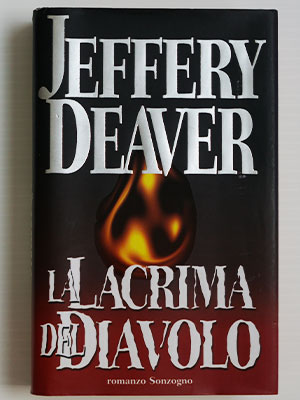 JEFFERY
DEAVER
LA LACRIMA
DEL DIAVOLO
romanzo Sonzogno